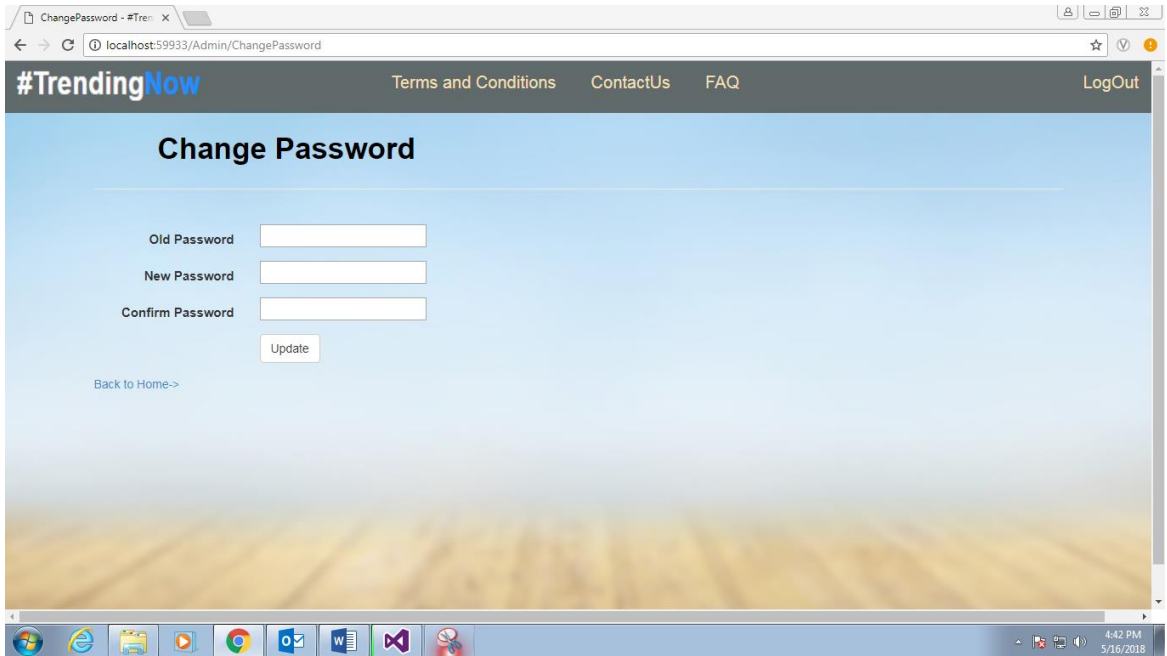 ChangePassword - #Tren
localhost:59933/Admin/ChangePassword
#TrendingNow Terms and Conditions ContactUs FAQ LogOut
Change Password
Old Password
New Password
Confirm Password
Update
Back to Home->
4:42 PM
5/16/2018